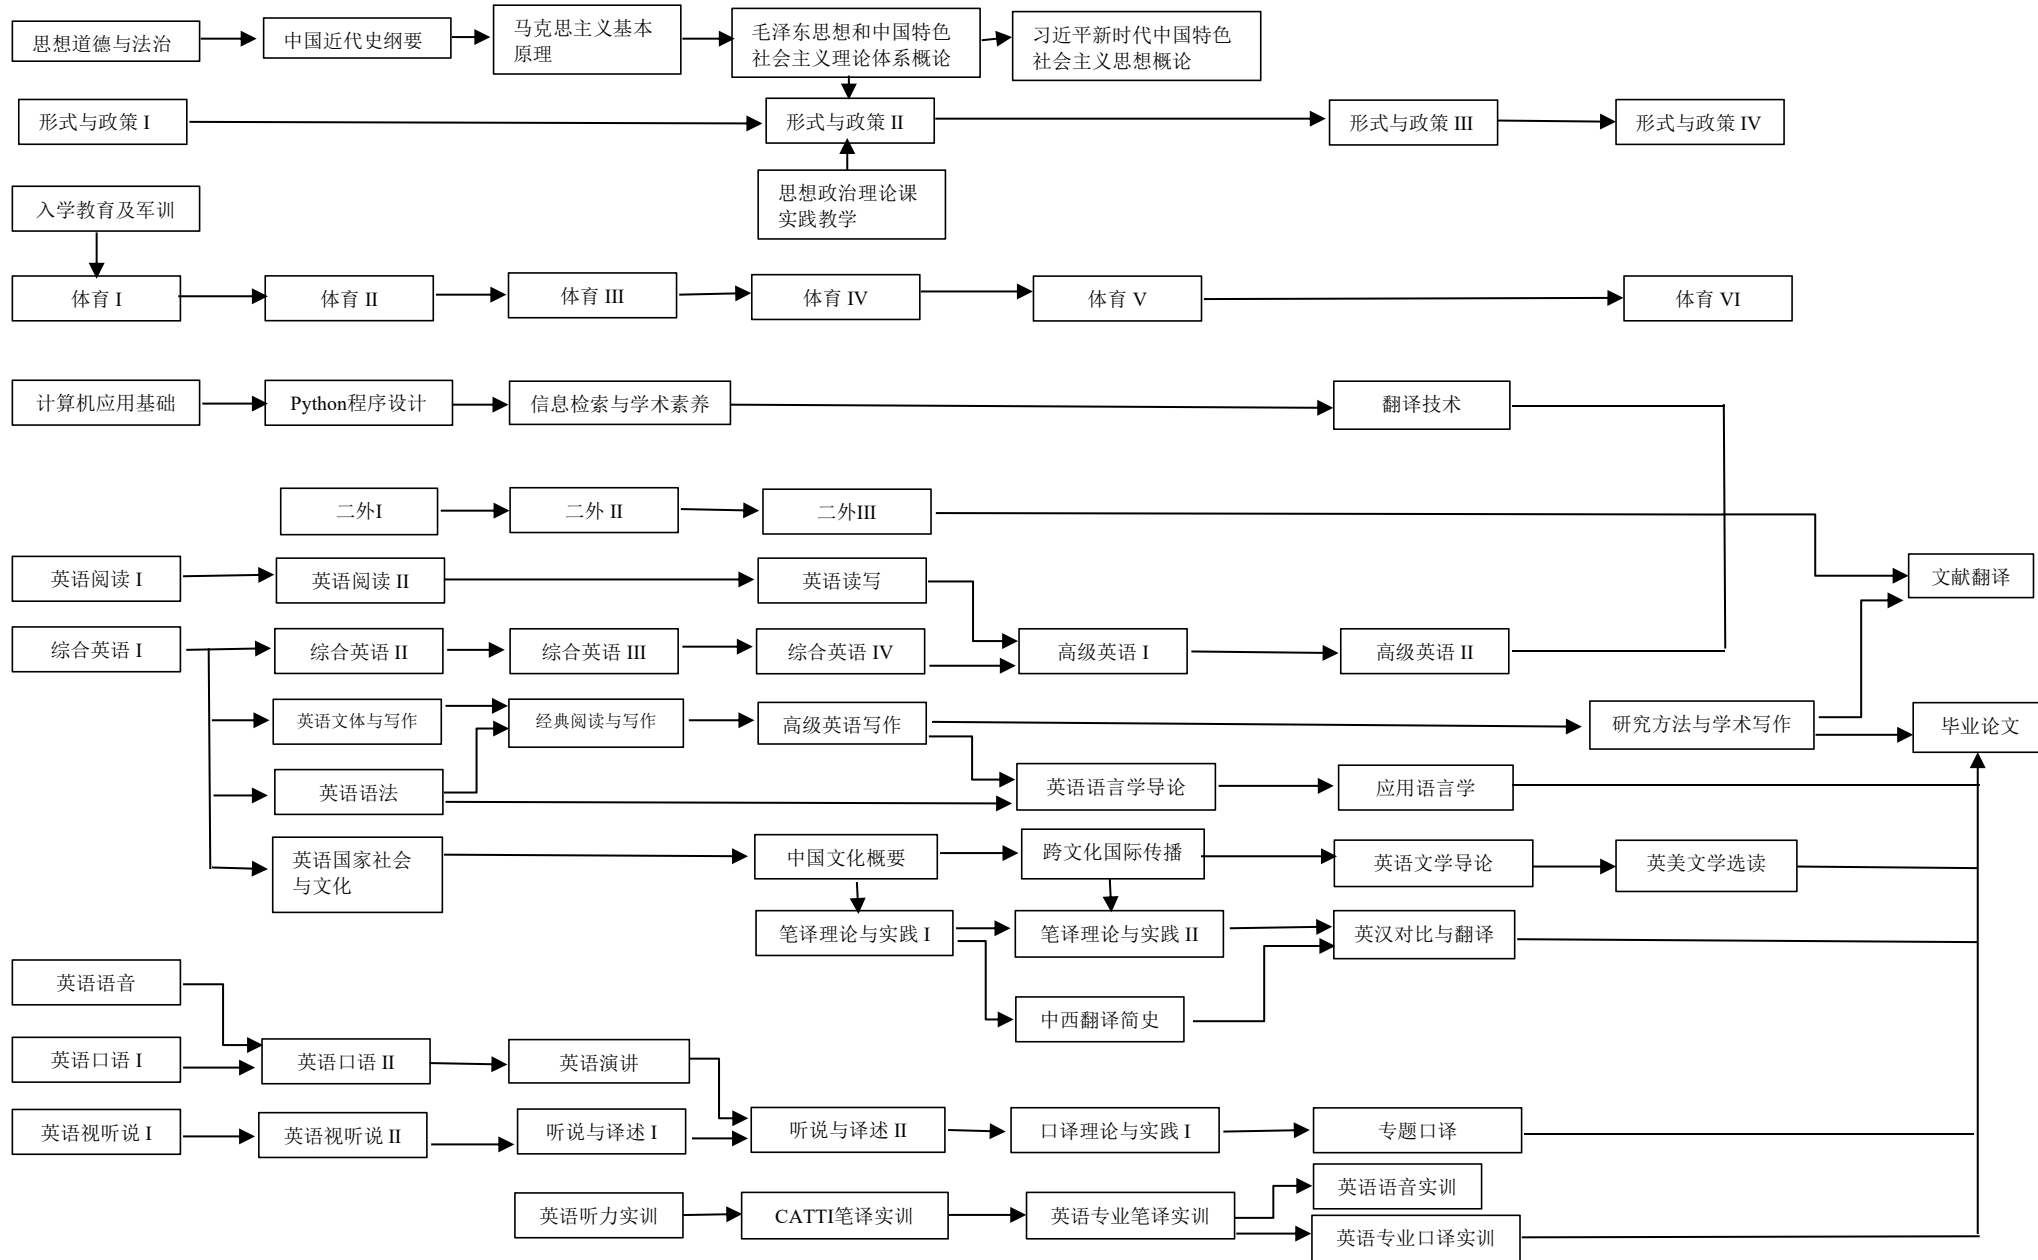 思想道德与法治
中国近代史纲要
马克思主义基本
原理
毛泽东思想和中国特色
社会主义理论体系概论
习近平新时代中国特色
社会主义思想概论
形式与政策 I
形式与政策 II
形式与政策 III
形式与政策 IV
思想政治理论课
实践教学
入学教育及军训
体育 I
体育 II
体育 III
体育 IV
体育 V
体育 VI
计算机应用基础
Python程序设计
信息检索与学术素养
翻译技术
二外I
二外 II
二外III
英语阅读 I
英语阅读 II
英语读写
文献翻译
综合英语 I
综合英语 II
综合英语 III
综合英语 IV
高级英语 I
高级英语 II
英语文体与写作
经典阅读与写作
高级英语写作
研究方法与学术写作
毕业论文
英语语法
英语语言学导论
应用语言学
英语国家社会
与文化
中国文化概要
跨文化国际传播
英语文学导论
英美文学选读
笔译理论与实践 I
笔译理论与实践 II
英汉对比与翻译
英语语音
中西翻译简史
英语口语 I
英语口语 II
英语演讲
英语视听说 I
英语视听说 II
听说与译述 I
听说与译述 II
口译理论与实践 I
专题口译
英语听力实训
CATTI笔译实训
英语专业笔译实训
英语语音实训
英语专业口译实训